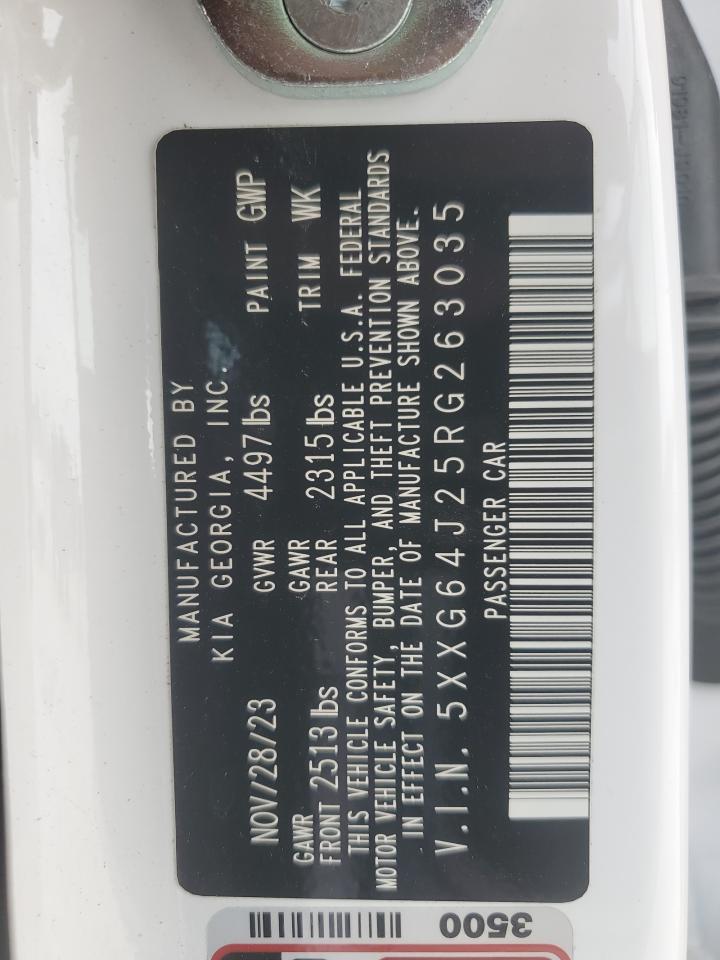 MANUFACTURED BY
KIA GEORGIA, INC.
NOV/28/23 GVWR 4497 lbs PAINT GWP
GAWR FRONT 2513 lbs GAWR REAR 2315 lbs TRIM WK
THIS VEHICLE CONFORMS TO ALL APPLICABLE U.S.A. FEDERAL
MOTOR VEHICLE SAFETY, BUMPER, AND THEFT PREVENTION STANDARDS
IN EFFECT ON THE DATE OF MANUFACTURE SHOWN ABOVE.
V.I.N. 5XXG64J25RG263035
PASSENGER CAR
3500